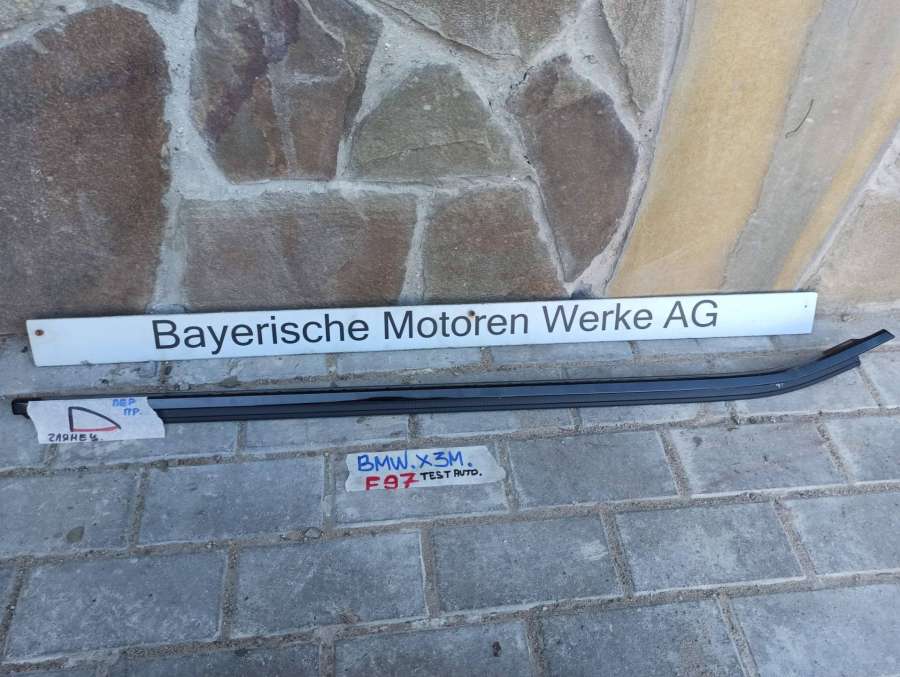 Bayerische Motoren Werke AG
ПЕР
ПР.
ГЛЯНЕЦ.
BMW. X3M.
F97 TEST AUTO.